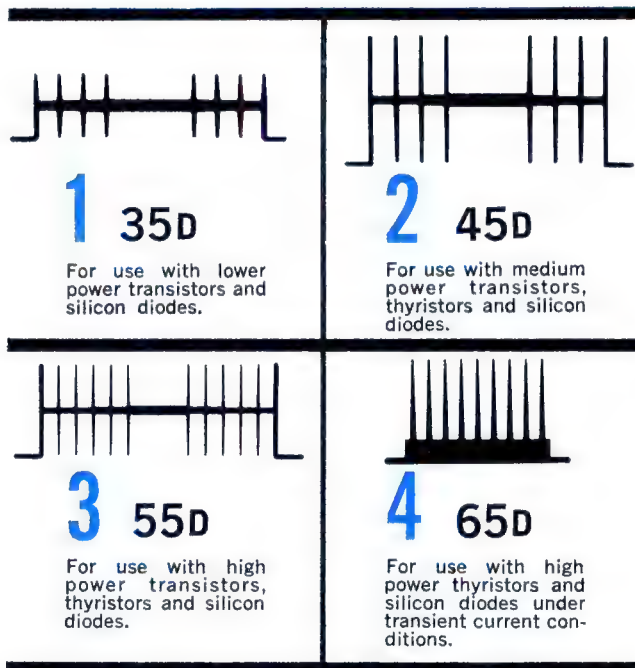 1 35D
For use with lower
power transistors and
silicon diodes.
2 45D
For use with medium
power transistors,
thyristors and silicon
diodes.
3 55D
For use with high
power transistors,
thyristors and silicon
diodes.
4 65D
For use with high
power thyristors and
silicon diodes under
transient current con-
ditions.